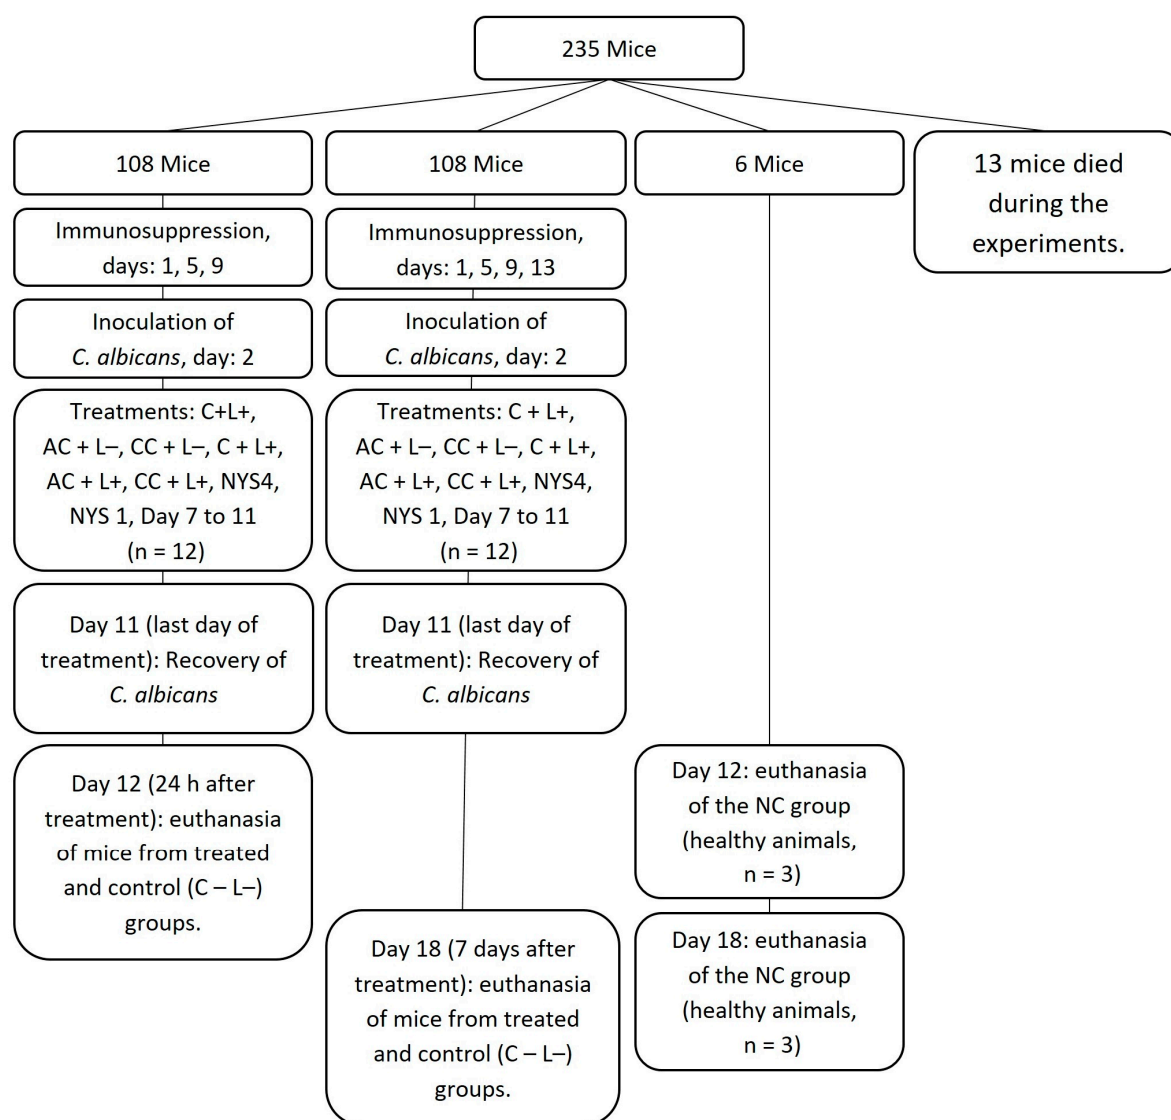 235 Mice
108 Mice
Immunosuppression,
days: 1, 5, 9
Inoculation of
C. albicans, day: 2
Treatments: C+L+,
AC + L–, CC + L–, C + L+,
AC + L+, CC + L+, NYS4,
NYS 1, Day 7 to 11
(n = 12)
Day 11 (last day of
treatment): Recovery of
C. albicans
Day 12 (24 h after
treatment): euthanasia
of mice from treated
and control (C – L–)
groups.
108 Mice
Immunosuppression,
days: 1, 5, 9, 13
Inoculation of
C. albicans, day: 2
Treatments: C + L+,
AC + L–, CC + L–, C + L+,
AC + L+, CC + L+, NYS4,
NYS 1, Day 7 to 11
(n = 12)
Day 11 (last day of
treatment): Recovery of
C. albicans
Day 18 (7 days after
treatment): euthanasia
of mice from treated
and control (C – L–)
groups.
6 Mice
Day 12: euthanasia
of the NC group
(healthy animals,
n = 3)
Day 18: euthanasia
of the NC group
(healthy animals,
n = 3)
13 mice died
during the
experiments.